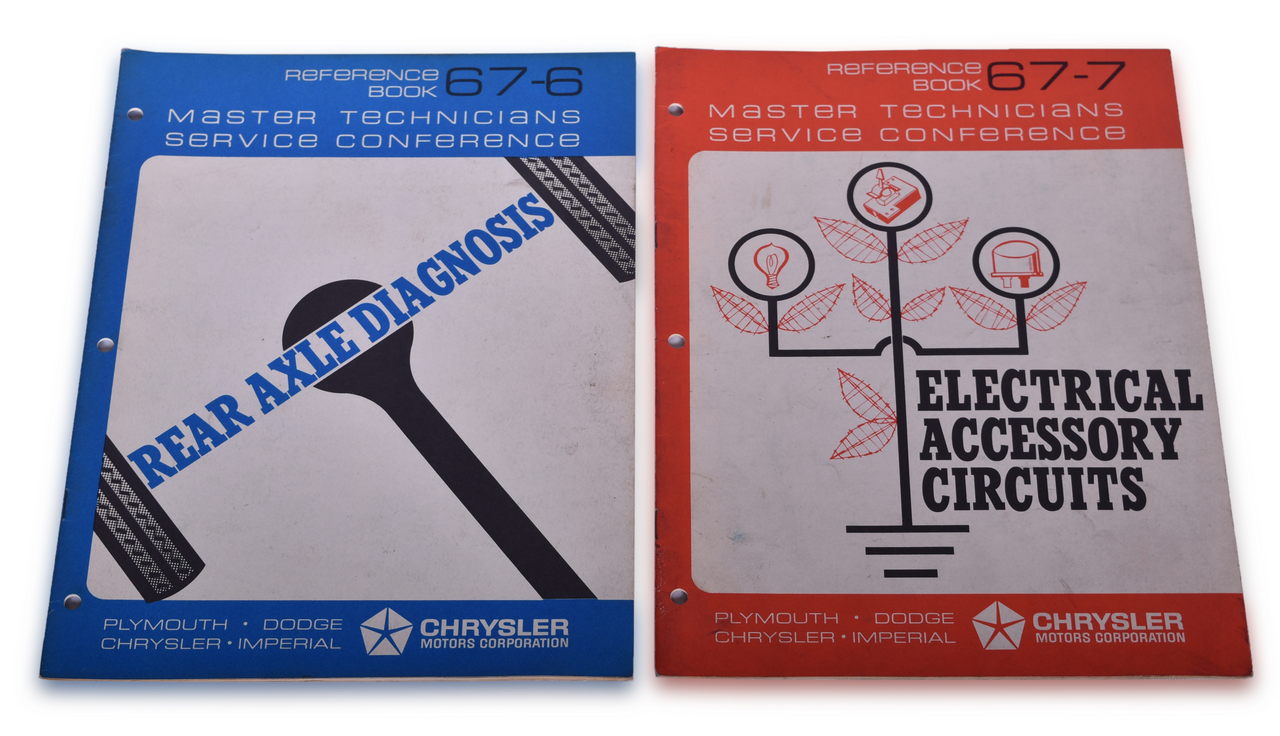 REFERENCE
BOOK 67-6
MASTER TECHNICIANS
SERVICE CONFERENCE
REAR AXLE DIAGNOSIS
PLYMOUTH • DODGE
CHRYSLER • IMPERIAL
CHRYSLER
MOTORS CORPORATION
REFERENCE
BOOK 67-7
MASTER TECHNICIANS
SERVICE CONFERENCE
ELECTRICAL
ACCESSORY
CIRCUITS
PLYMOUTH • DODGE
CHRYSLER • IMPERIAL
CHRYSLER
MOTORS CORPORATION